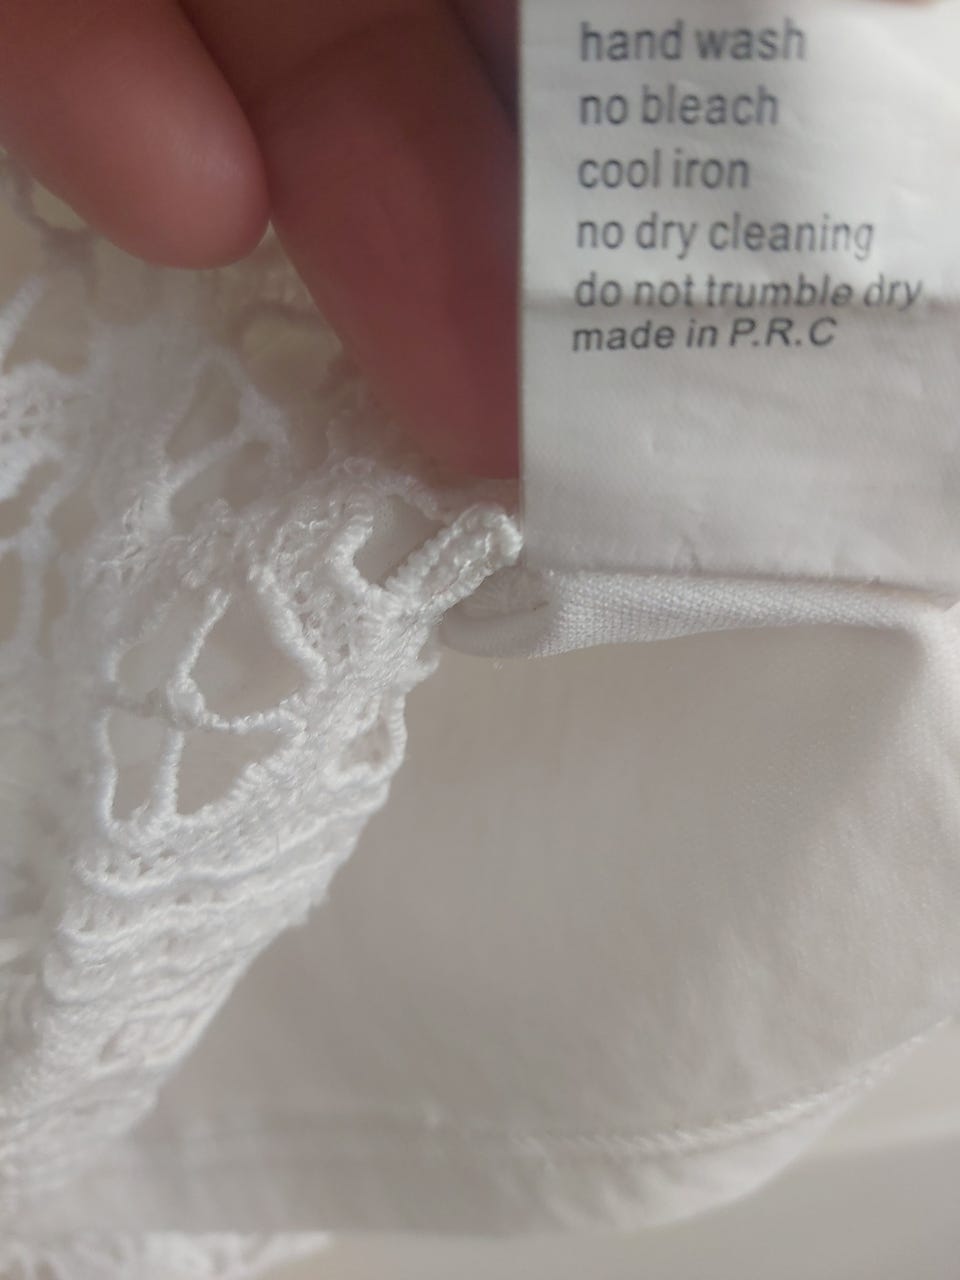 hand wash
no bleach
cool iron
no dry cleaning
do not trumble dry
made in P.R.C